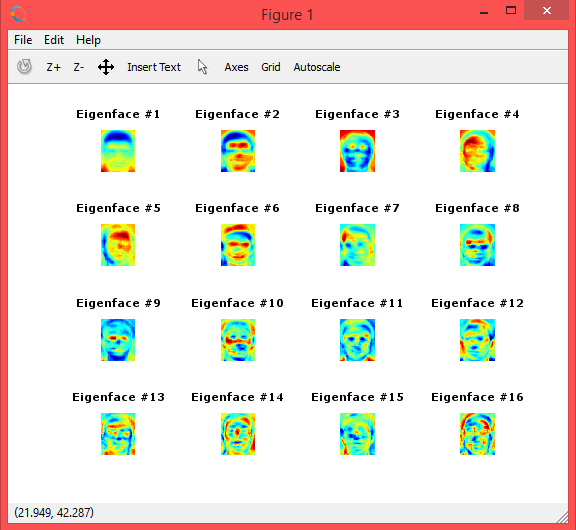 Figure 1
File Edit Help
Z+ Z- Insert Text Axes Grid Autoscale
Eigenface #1 Eigenface #2 Eigenface #3 Eigenface #4
Eigenface #5 Eigenface #6 Eigenface #7 Eigenface #8
Eigenface #9 Eigenface #10 Eigenface #11 Eigenface #12
Eigenface #13 Eigenface #14 Eigenface #15 Eigenface #16
(21.949, 42.287)